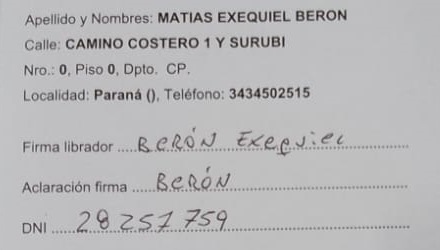 Apellido y Nombres: MATIAS EXEQUIEL BERON
Calle: CAMINO COSTERO 1 Y SURUBI
Nro.: 0, Piso 0, Dpto. CP.
Localidad: Paraná (), Teléfono: 3434502515
Firma librador ....BERÓN EXEQUIEL....
Aclaración firma ....BERÓN....
DNI ....28 251 759....